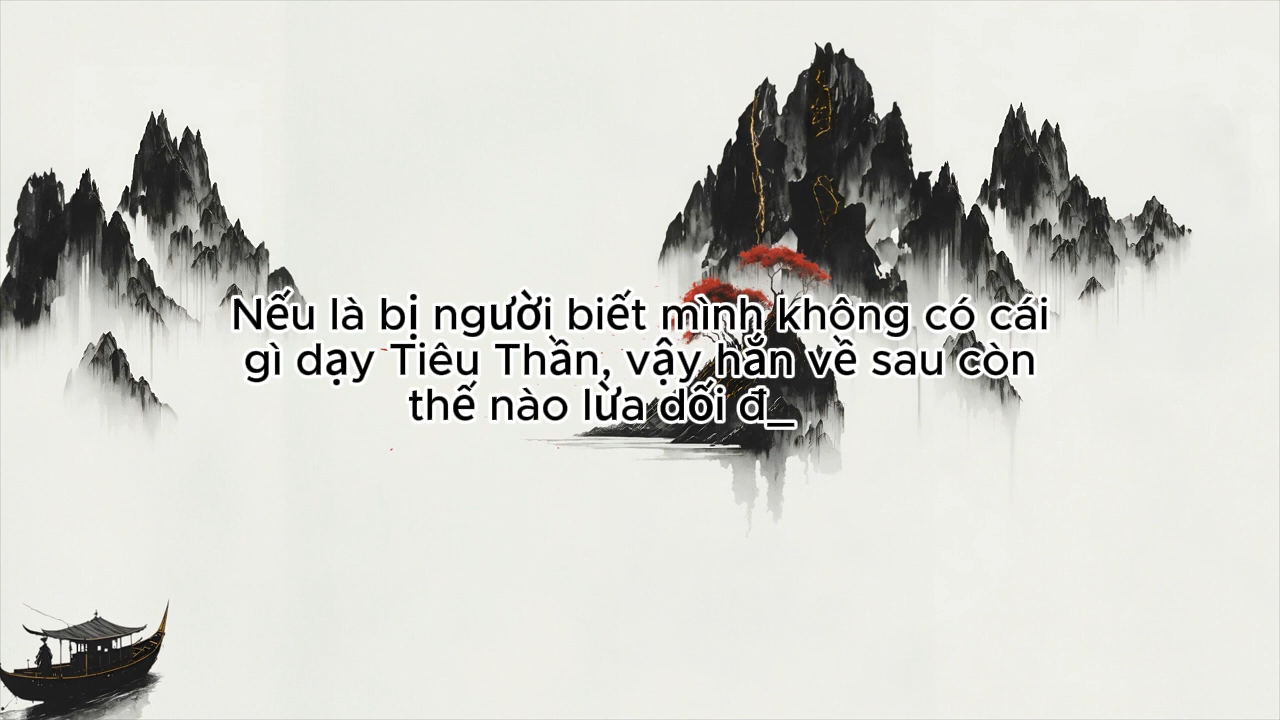 Nếu là bị người biết mình không có cái
gì dạy Tiêu Thần, vậy hắn về sau còn
thế nào lừa dối đ_